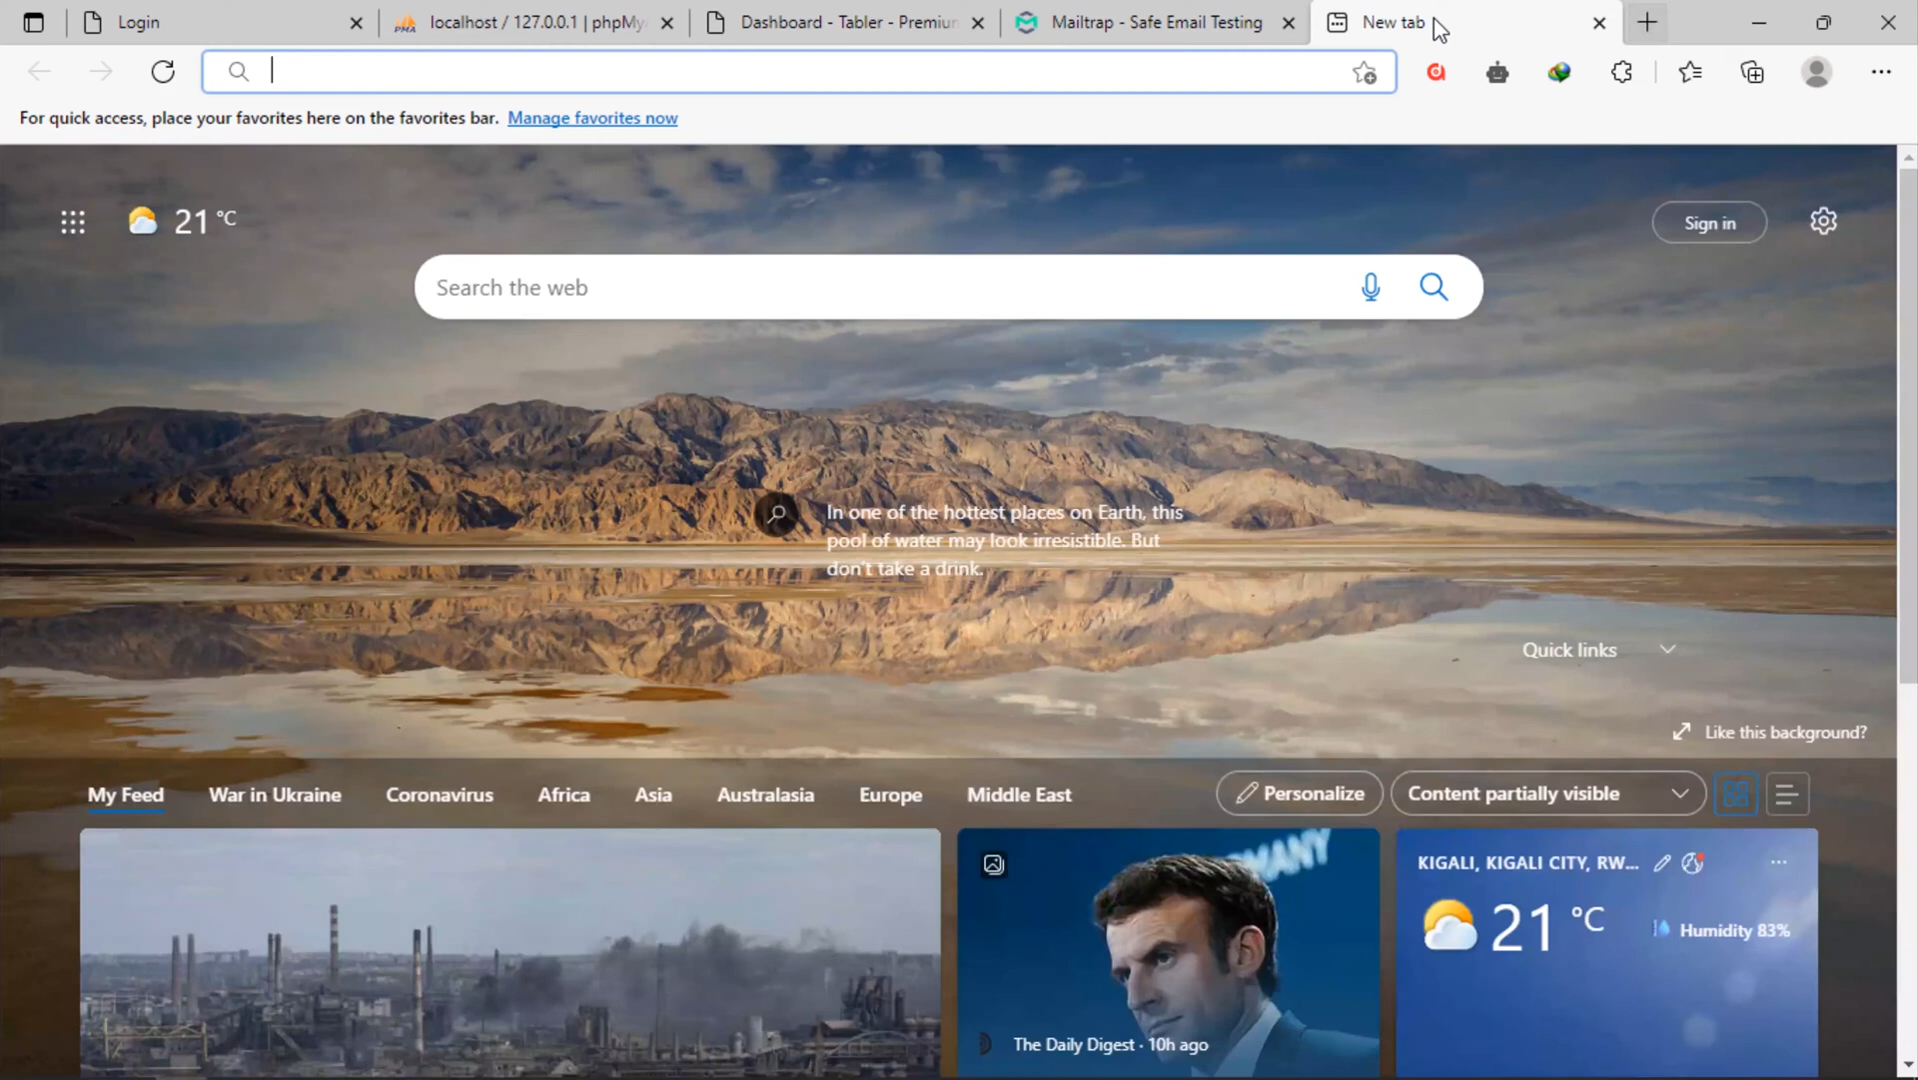 Login
localhost / 127.0.0.1 | phpMy
Dashboard - Tabler - Premium
Mailtrap - Safe Email Testing
New tab
For quick access, place your favorites here on the favorites bar. Manage favorites now
21 °C
Sign in
Search the web
In one of the hottest places on Earth, this
pool of water may look irresistible. But
don't take a drink.
Quick links
Like this background?
My Feed War in Ukraine Coronavirus Africa Asia Australasia Europe Middle East
Personalize
Content partially visible
KIGALI, KIGALI CITY, RW...
21 °C
Humidity 83%
The Daily Digest · 10h ago